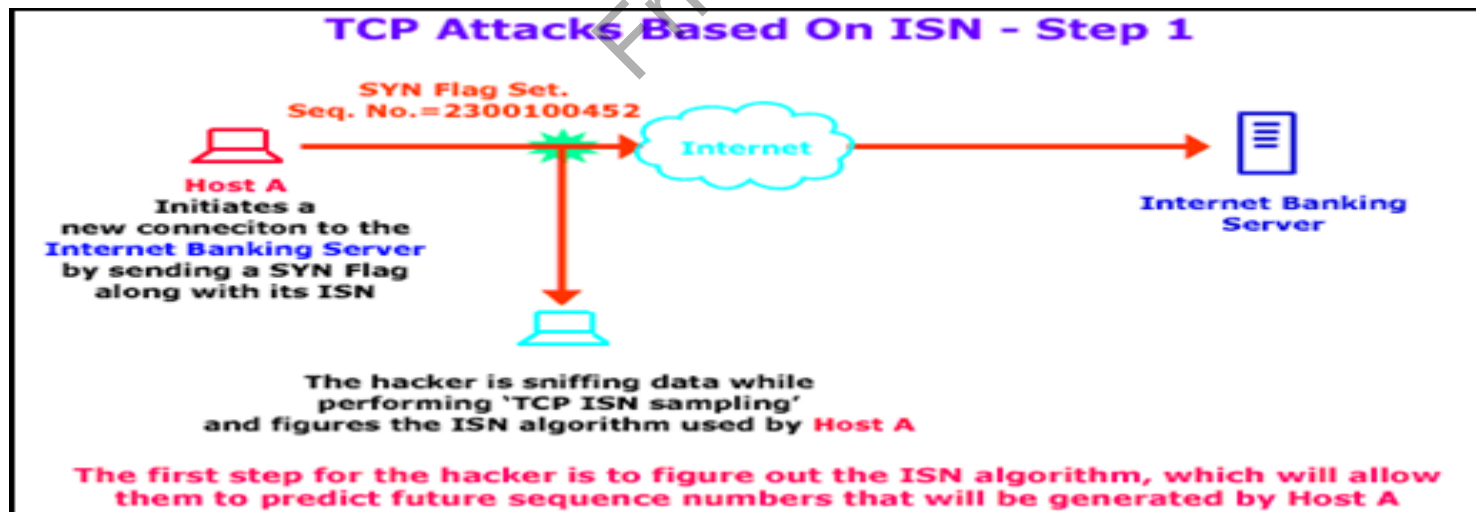 TCP Attacks Based On ISN - Step 1
SYN Flag Set.
Seq. No.=2300100452
Internet
Host A
Initiates a
new conneciton to the
Internet Banking Server
by sending a SYN Flag
along with its ISN
Internet Banking
Server
The hacker is sniffing data while
performing ‘TCP ISN sampling’
and figures the ISN algorithm used by Host A
The first step for the hacker is to figure out the ISN algorithm, which will allow
them to predict future sequence numbers that will be generated by Host A